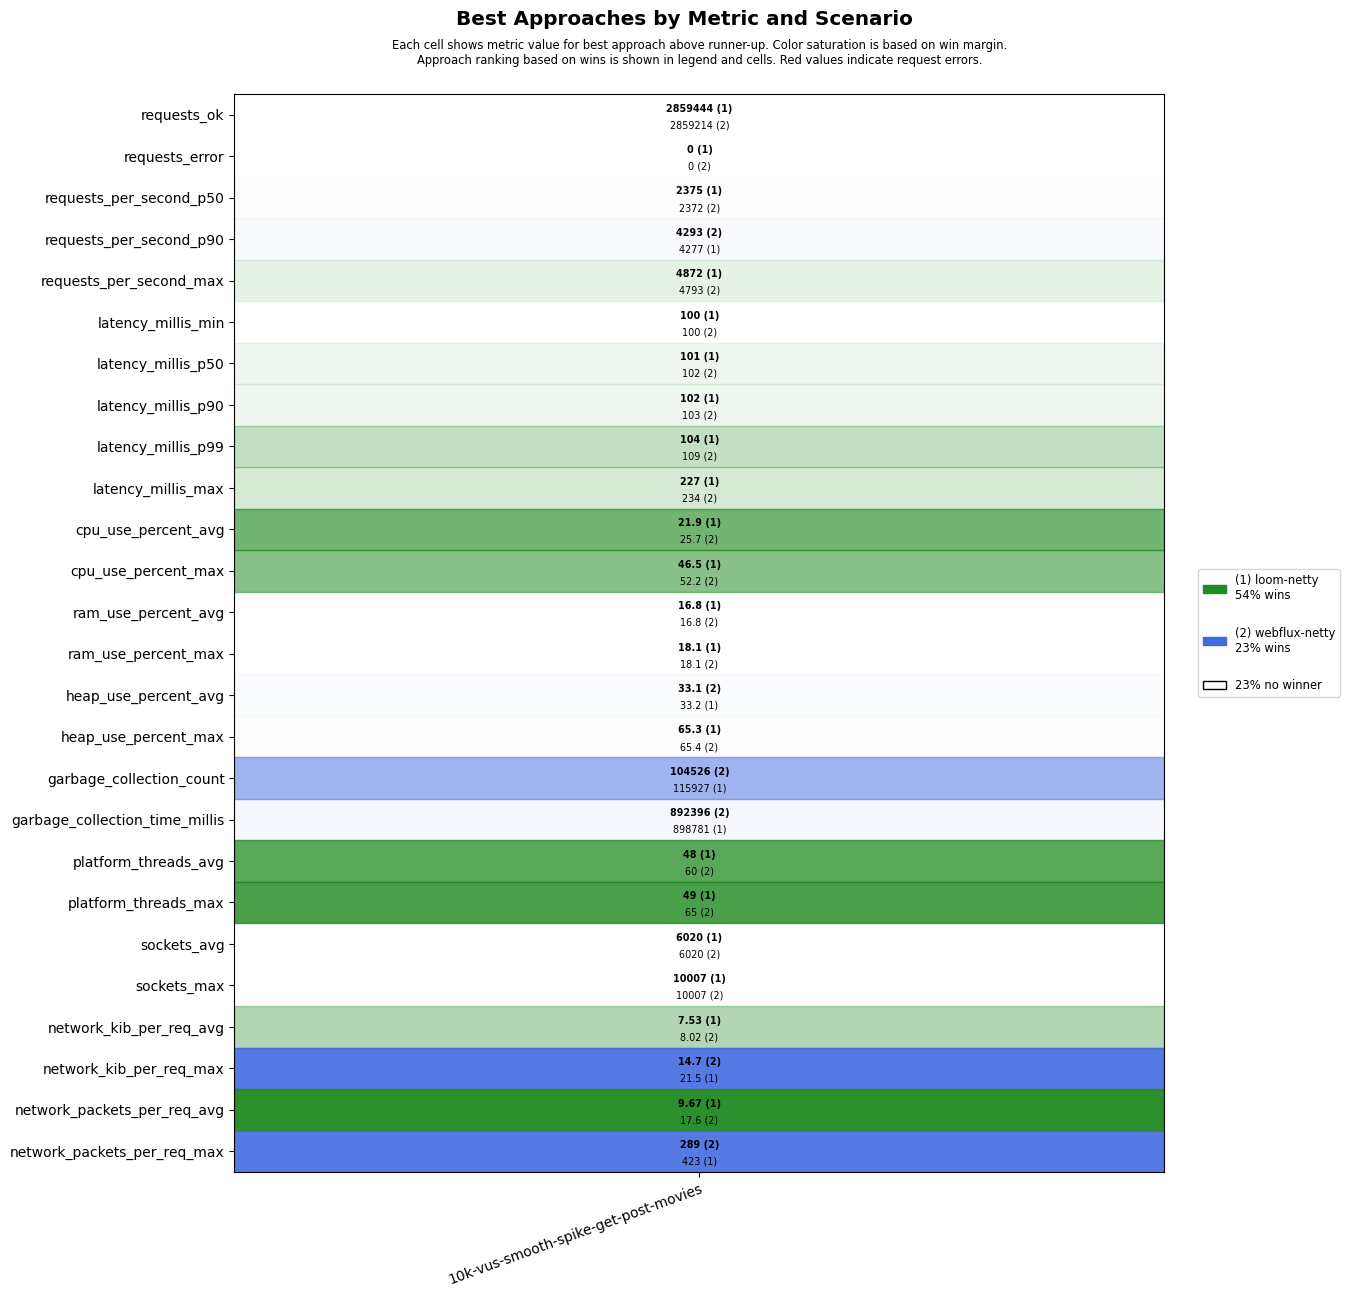 Best Approaches by Metric and Scenario
Each cell shows metric value for best approach above runner-up. Color saturation is based on win margin.
Approach ranking based on wins is shown in legend and cells. Red values indicate request errors.
requests_ok
2859444 (1)
2859214 (2)
requests_error
0 (1)
0 (2)
requests_per_second_p50
2375 (1)
2372 (2)
requests_per_second_p90
4293 (2)
4277 (1)
requests_per_second_max
4872 (1)
4793 (2)
latency_millis_min
100 (1)
100 (2)
latency_millis_p50
101 (1)
102 (2)
latency_millis_p90
102 (1)
103 (2)
latency_millis_p99
104 (1)
109 (2)
latency_millis_max
227 (1)
234 (2)
cpu_use_percent_avg
21.9 (1)
25.7 (2)
cpu_use_percent_max
46.5 (1)
52.2 (2)
ram_use_percent_avg
16.8 (1)
16.8 (2)
ram_use_percent_max
18.1 (1)
18.1 (2)
heap_use_percent_avg
33.1 (2)
33.2 (1)
heap_use_percent_max
65.3 (1)
65.4 (2)
garbage_collection_count
104526 (2)
115927 (1)
garbage_collection_time_millis
892396 (2)
898781 (1)
platform_threads_avg
48 (1)
60 (2)
platform_threads_max
49 (1)
65 (2)
sockets_avg
6020 (1)
6020 (2)
sockets_max
10007 (1)
10007 (2)
network_kib_per_req_avg
7.53 (1)
8.02 (2)
network_kib_per_req_max
14.7 (2)
21.5 (1)
network_packets_per_req_avg
9.67 (1)
17.6 (2)
network_packets_per_req_max
289 (2)
423 (1)
10k-vus-smooth-spike-get-post-movies
(1) loom-netty
54% wins
(2) webflux-netty
23% wins
23% no winner